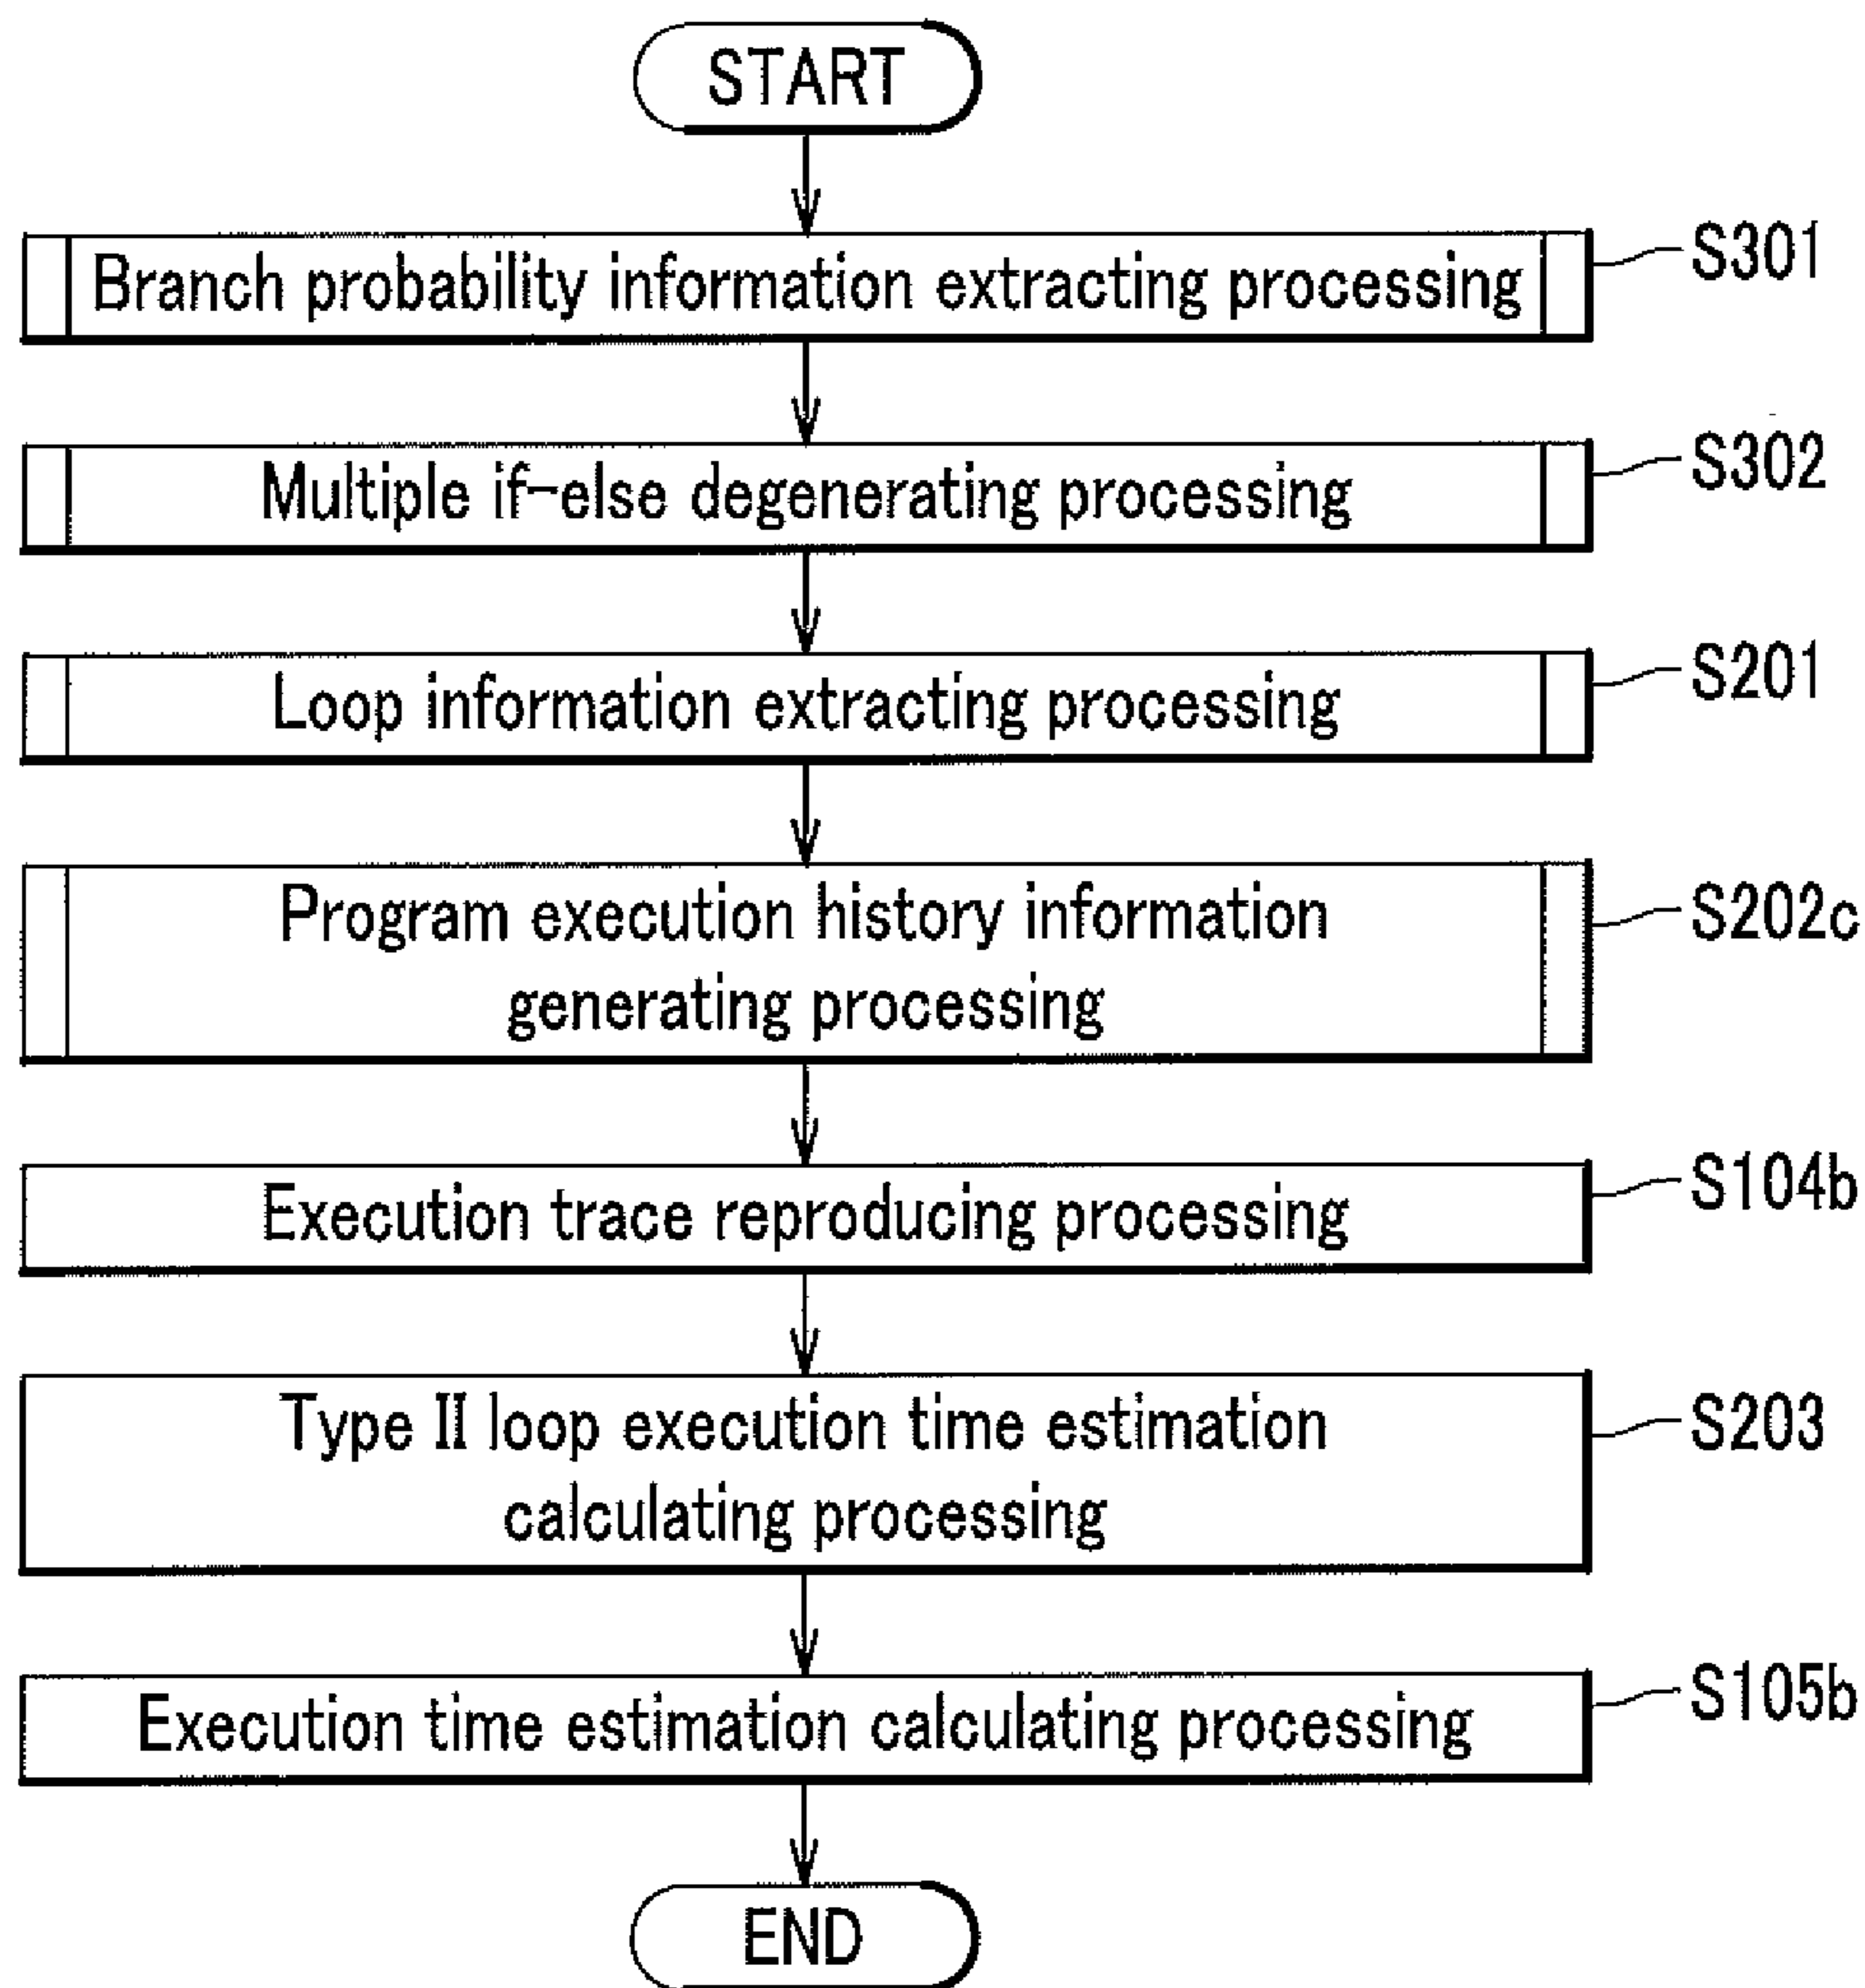 START
Branch probability information extracting processing
S301
Multiple if-else degenerating processing
S302
Loop information extracting processing
S201
Program execution history information
generating processing
S202c
Execution trace reproducing processing
S104b
Type II loop execution time estimation
calculating processing
S203
Execution time estimation calculating processing
S105b
END